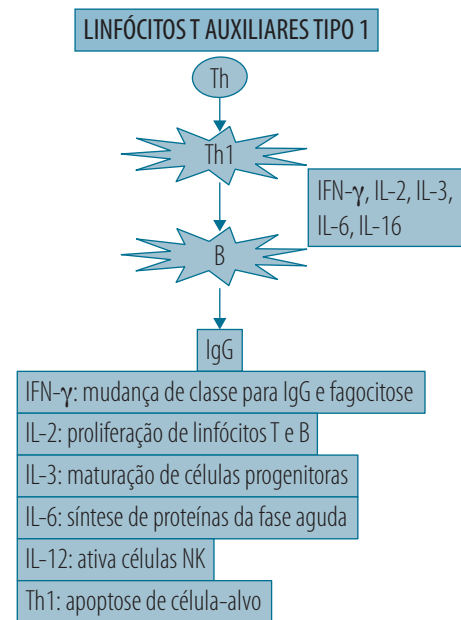 LINFÓCITOS T AUXILIARES TIPO 1
Th
Th1
IFN-γ, IL-2, IL-3,
IL-6, IL-16
B
IgG
IFN-γ: mudança de classe para IgG e fagocitose
IL-2: proliferação de linfócitos T e B
IL-3: maturação de células progenitoras
IL-6: síntese de proteínas da fase aguda
IL-12: ativa células NK
Th1: apoptose de célula-alvo